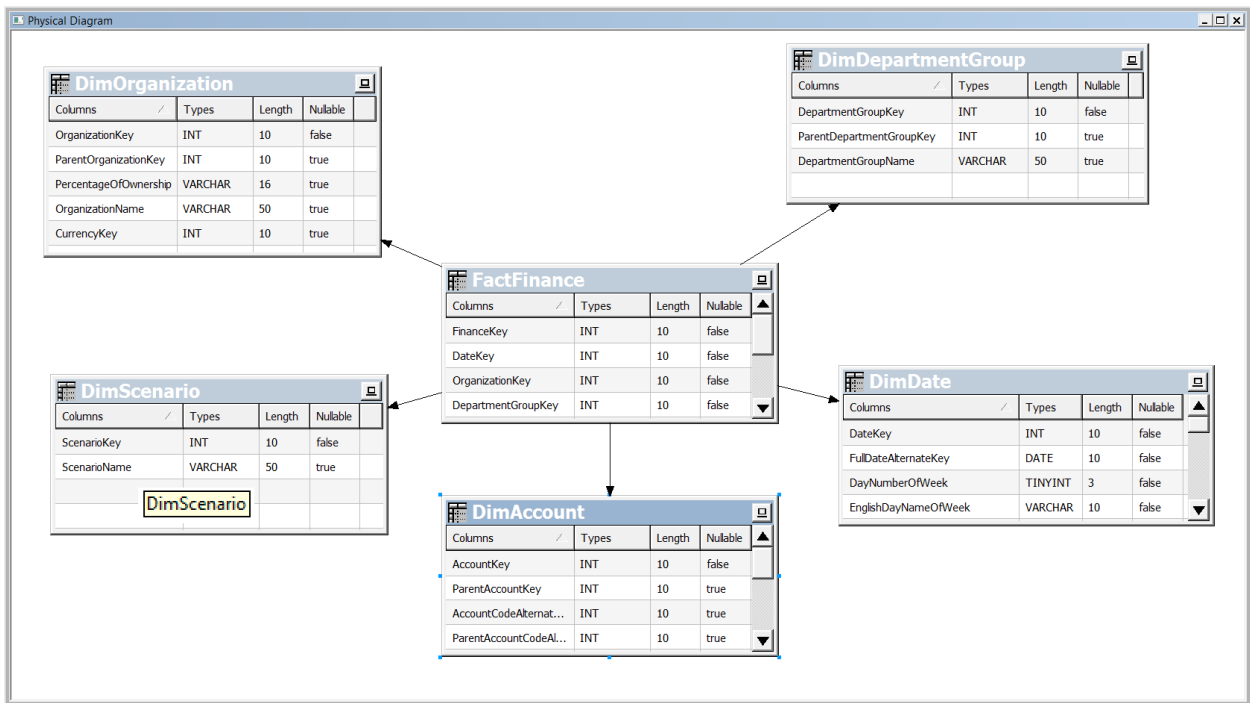 Physical Diagram
DimOrganization
Columns Types Length Nullable
OrganizationKey INT 10 false
ParentOrganizationKey INT 10 true
PercentageOfOwnership VARCHAR 16 true
OrganizationName VARCHAR 50 true
CurrencyKey INT 10 true
DimDepartmentGroup
Columns Types Length Nullable
DepartmentGroupKey INT 10 false
ParentDepartmentGroupKey INT 10 true
DepartmentGroupName VARCHAR 50 true
FactFinance
Columns Types Length Nullable
FinanceKey INT 10 false
DateKey INT 10 false
OrganizationKey INT 10 false
DepartmentGroupKey INT 10 false
DimScenario
Columns Types Length Nullable
ScenarioKey INT 10 false
ScenarioName VARCHAR 50 true
DimScenario
DimDate
Columns Types Length Nullable
DateKey INT 10 false
FullDateAlternateKey DATE 10 false
DayNumberOfWeek TINYINT 3 false
EnglishDayNameOfWeek VARCHAR 10 false
DimAccount
Columns Types Length Nullable
AccountKey INT 10 false
ParentAccountKey INT 10 true
AccountCodeAlternat... INT 10 true
ParentAccountCodeAl... INT 10 true